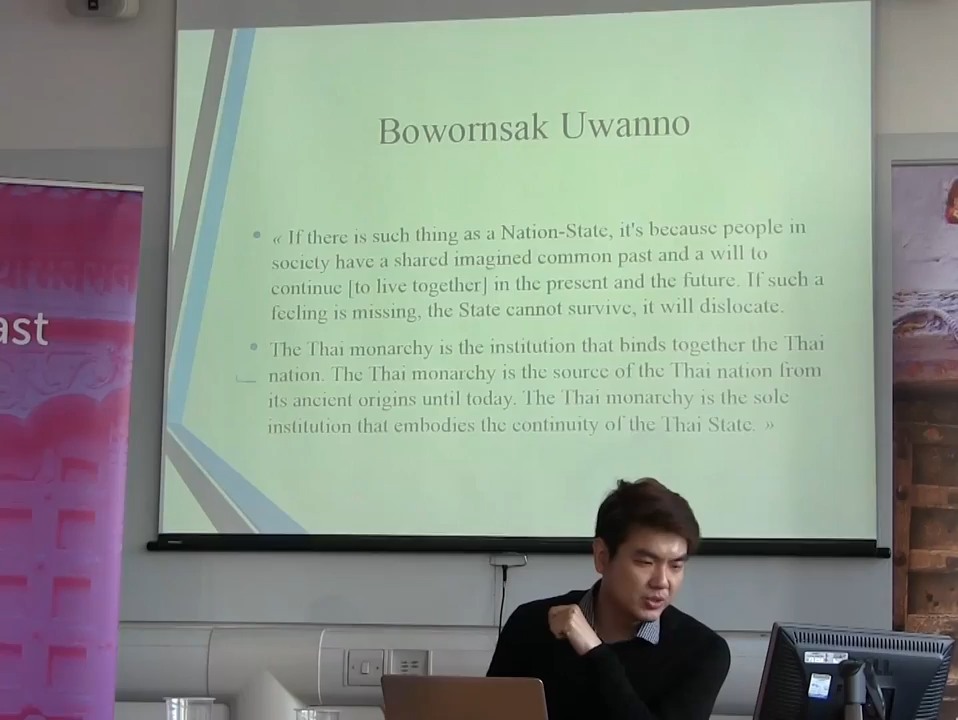 Bowornsak Uwanno
« If there is such thing as a Nation-State, it's because people in
society have a shared imagined common past and a will to
continue [to live together] in the present and the future. If such a
feeling is missing, the State cannot survive, it will dislocate.
The Thai monarchy is the institution that binds together the Thai
nation. The Thai monarchy is the source of the Thai nation from
its ancient origins until today. The Thai monarchy is the sole
institution that embodies the continuity of the Thai State. »
ast
DELL